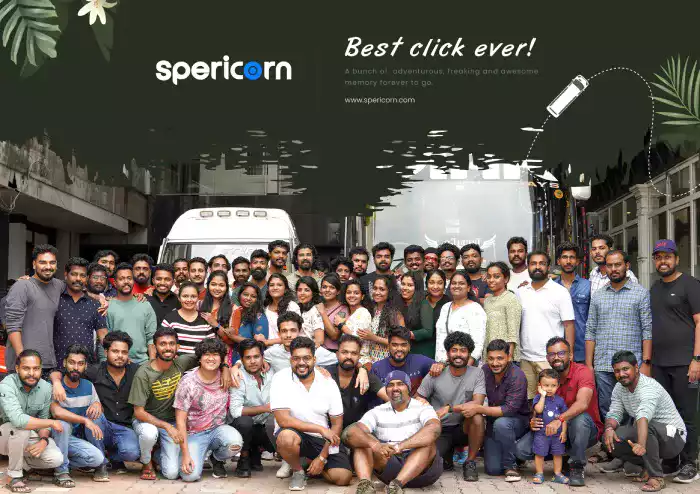 spericorn
Best click ever!
A bunch of, adventurous, freaking and awesome
memory forever to go.
www.spericorn.com